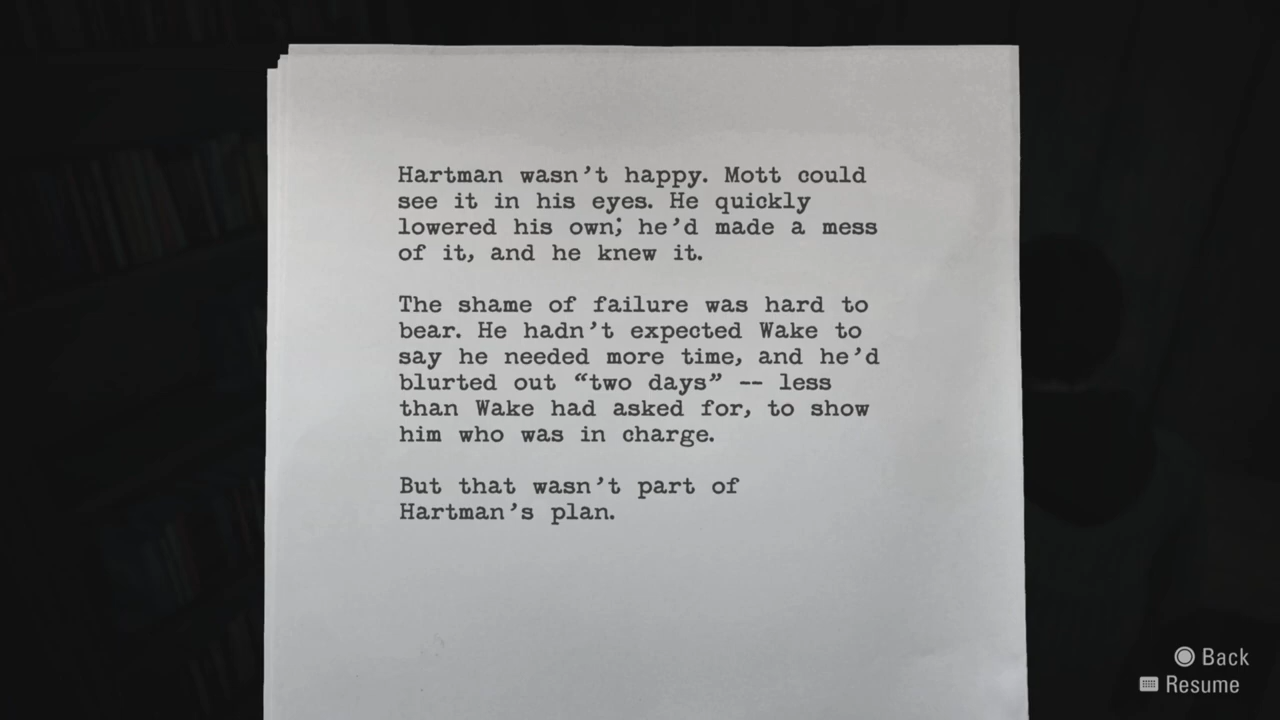 Hartman wasn’t happy. Mott could
see it in his eyes. He quickly
lowered his own; he’d made a mess
of it, and he knew it.
The shame of failure was hard to
bear. He hadn’t expected Wake to
say he needed more time, and he’d
blurted out “two days” -- less
than Wake had asked for, to show
him who was in charge.
But that wasn’t part of
Hartman’s plan.
Back
Resume